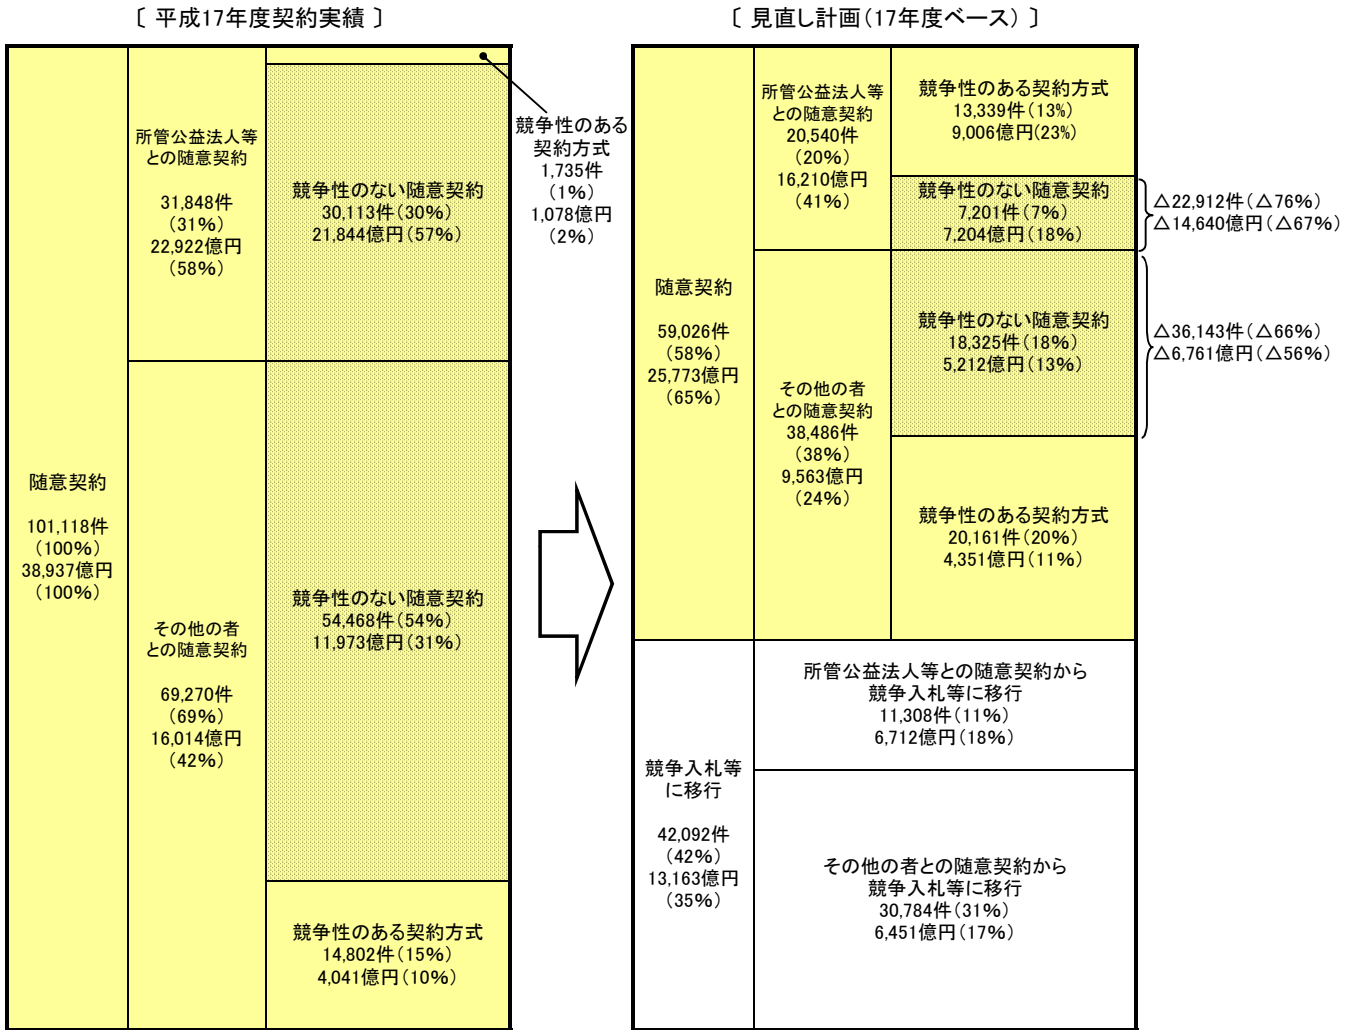 〔 平成17年度契約実績 〕
随意契約
101,118件
（100%）
38,937億円
（100%）
所管公益法人等
との随意契約
31,848件
（31%）
22,922億円
（58%）
競争性のない随意契約
30,113件（30%）
21,844億円（57%）
競争性のある
契約方式
1,735件
（1%）
1,078億円
（2%）
その他の者
との随意契約
69,270件
（69%）
16,014億円
（42%）
競争性のない随意契約
54,468件（54%）
11,973億円（31%）
競争性のある契約方式
14,802件（15%）
4,041億円（10%）
〔 見直し計画（17年度ベース） 〕
随意契約
59,026件
（58%）
25,773億円
（65%）
所管公益法人等
との随意契約
20,540件
（20%）
16,210億円
（41%）
競争性のある契約方式
13,339件（13%）
9,006億円（23%）
競争性のない随意契約
7,201件（7%）
7,204億円（18%）
△22,912件（△76%）
△14,640億円（△67%）
その他の者
との随意契約
38,486件
（38%）
9,563億円
（24%）
競争性のない随意契約
18,325件（18%）
5,212億円（13%）
△36,143件（△66%）
△6,761億円（△56%）
競争性のある契約方式
20,161件（20%）
4,351億円（11%）
競争入札等
に移行
42,092件
（42%）
13,163億円
（35%）
所管公益法人等との随意契約から
競争入札等に移行
11,308件（11%）
6,712億円（18%）
その他の者との随意契約から
競争入札等に移行
30,784件（31%）
6,451億円（17%）